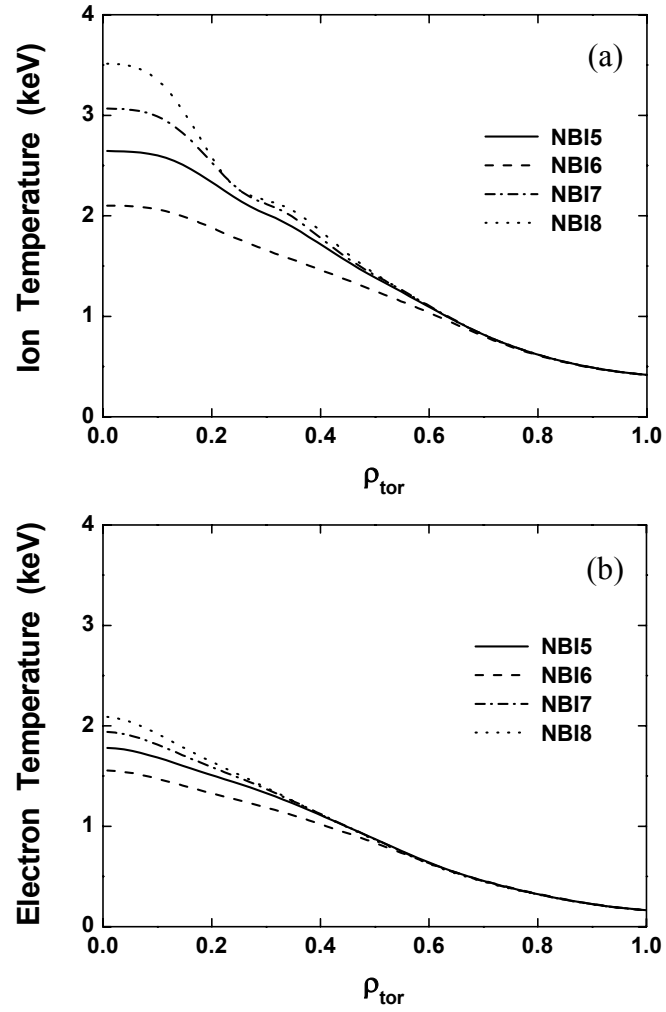 4
(a)
Ion Temperature (keV)
3
NBI5
NBI6
NBI7
2
NBI8
1
0
0.0 0.2 0.4 0.6 0.8 1.0
ρtor
4
(b)
Electron Temperature (keV)
3
NBI5
NBI6
NBI7
2
NBI8
1
0
0.0 0.2 0.4 0.6 0.8 1.0
ρtor